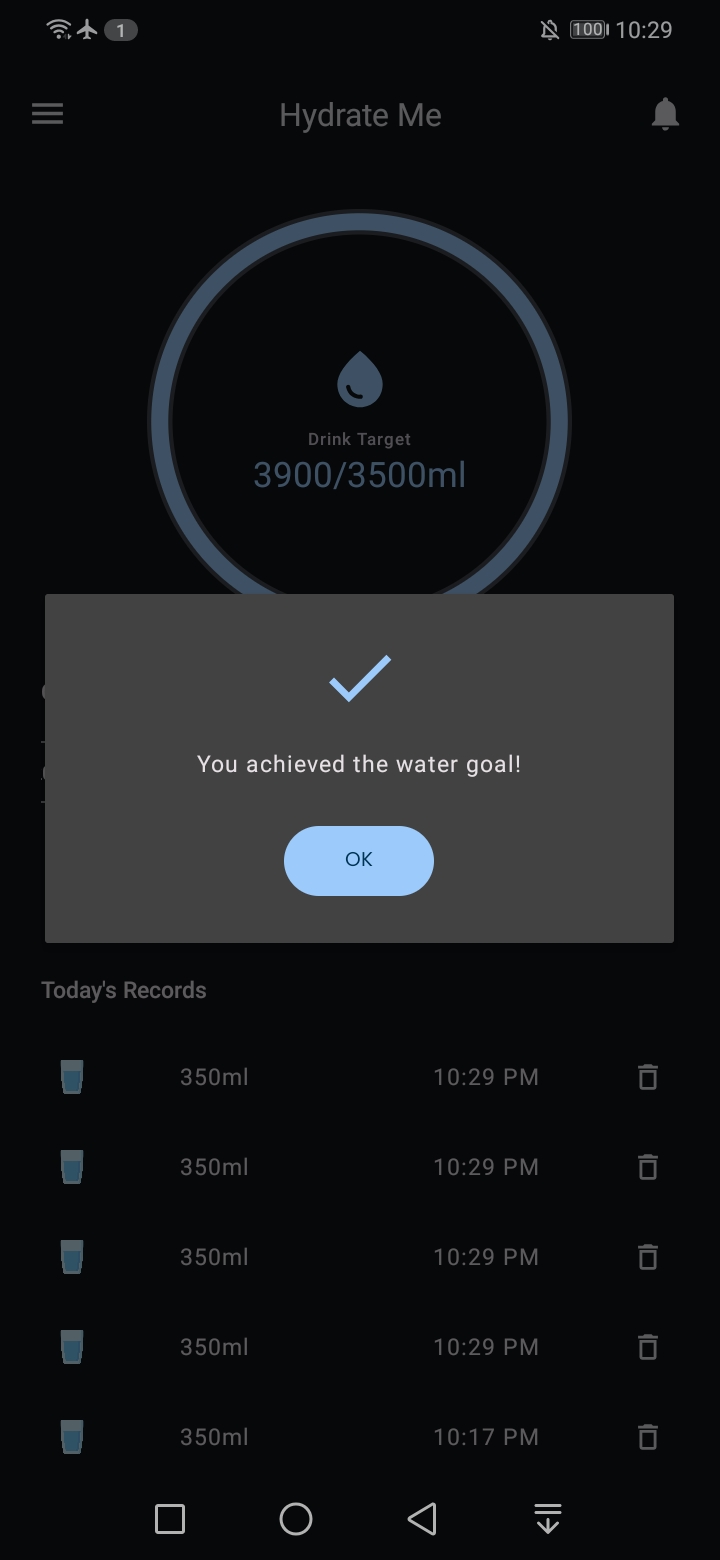 1
100 10:29
Hydrate Me
Drink Target
3900/3500ml
You achieved the water goal!
OK
Today's Records
350ml 10:29 PM
350ml 10:29 PM
350ml 10:29 PM
350ml 10:29 PM
350ml 10:17 PM